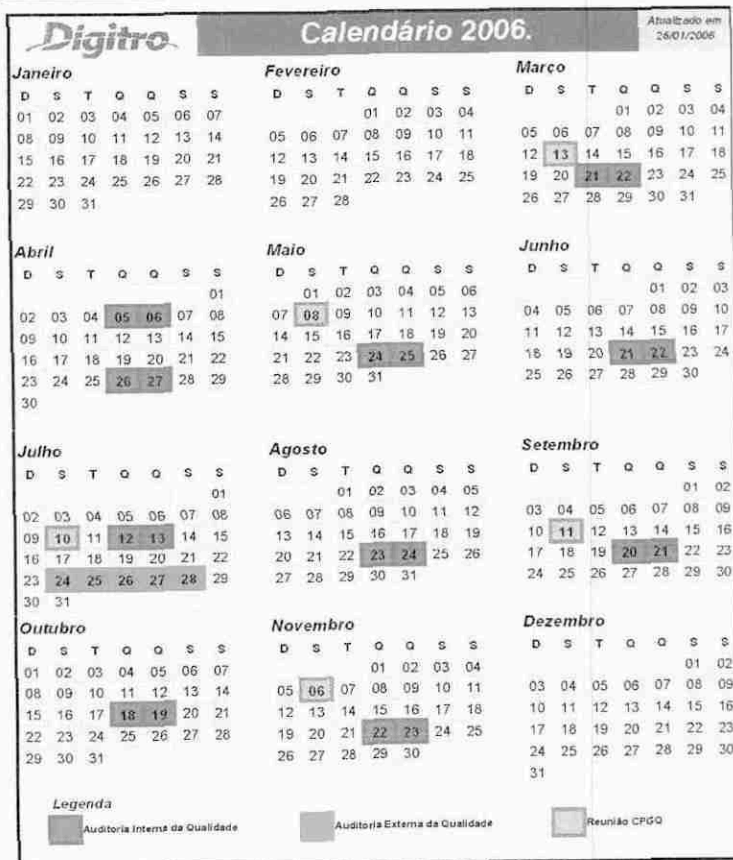 Digitro
Calendário 2006.
Atualizado em
26/01/2006
Janeiro
D S T Q Q S S
01 02 03 04 05 06 07
08 09 10 11 12 13 14
15 16 17 18 19 20 21
22 23 24 25 26 27 28
29 30 31
Fevereiro
D S T Q Q S S
01 02 03 04
05 06 07 08 09 10 11
12 13 14 15 16 17 18
19 20 21 22 23 24 25
26 27 28
Março
D S T Q Q S S
01 02 03 04
05 06 07 08 09 10 11
12 13 14 15 16 17 18
19 20 21 22 23 24 25
26 27 28 29 30 31
Abril
D S T Q Q S S
01
02 03 04 05 06 07 08
09 10 11 12 13 14 15
16 17 18 19 20 21 22
23 24 25 26 27 28 29
30
Maio
D S T Q Q S S
01 02 03 04 05 06
07 08 09 10 11 12 13
14 15 16 17 18 19 20
21 22 23 24 25 26 27
28 29 30 31
Junho
D S T Q Q S S
01 02 03
04 05 06 07 08 09 10
11 12 13 14 15 16 17
18 19 20 21 22 23 24
25 26 27 28 29 30
Julho
D S T Q Q S S
01
02 03 04 05 06 07 08
09 10 11 12 13 14 15
16 17 18 19 20 21 22
23 24 25 26 27 28 29
30 31
Agosto
D S T Q Q S S
01 02 03 04 05
06 07 08 09 10 11 12
13 14 15 16 17 18 19
20 21 22 23 24 25 26
27 28 29 30 31
Setembro
D S T Q Q S S
01 02
03 04 05 06 07 08 09
10 11 12 13 14 15 16
17 18 19 20 21 22 23
24 25 26 27 28 29 30
Outubro
D S T Q Q S S
01 02 03 04 05 06 07
08 09 10 11 12 13 14
15 16 17 18 19 20 21
22 23 24 25 26 27 28
29 30 31
Novembro
D S T Q Q S S
01 02 03 04
05 06 07 08 09 10 11
12 13 14 15 16 17 18
19 20 21 22 23 24 25
26 27 28 29 30
Dezembro
D S T Q Q S S
01 02
03 04 05 06 07 08 09
10 11 12 13 14 15 16
17 18 19 20 21 22 23
24 25 26 27 28 29 30
31
Legenda
Auditoria Interna da Qualidade
Auditoria Externa da Qualidade
Reunião CPGQ